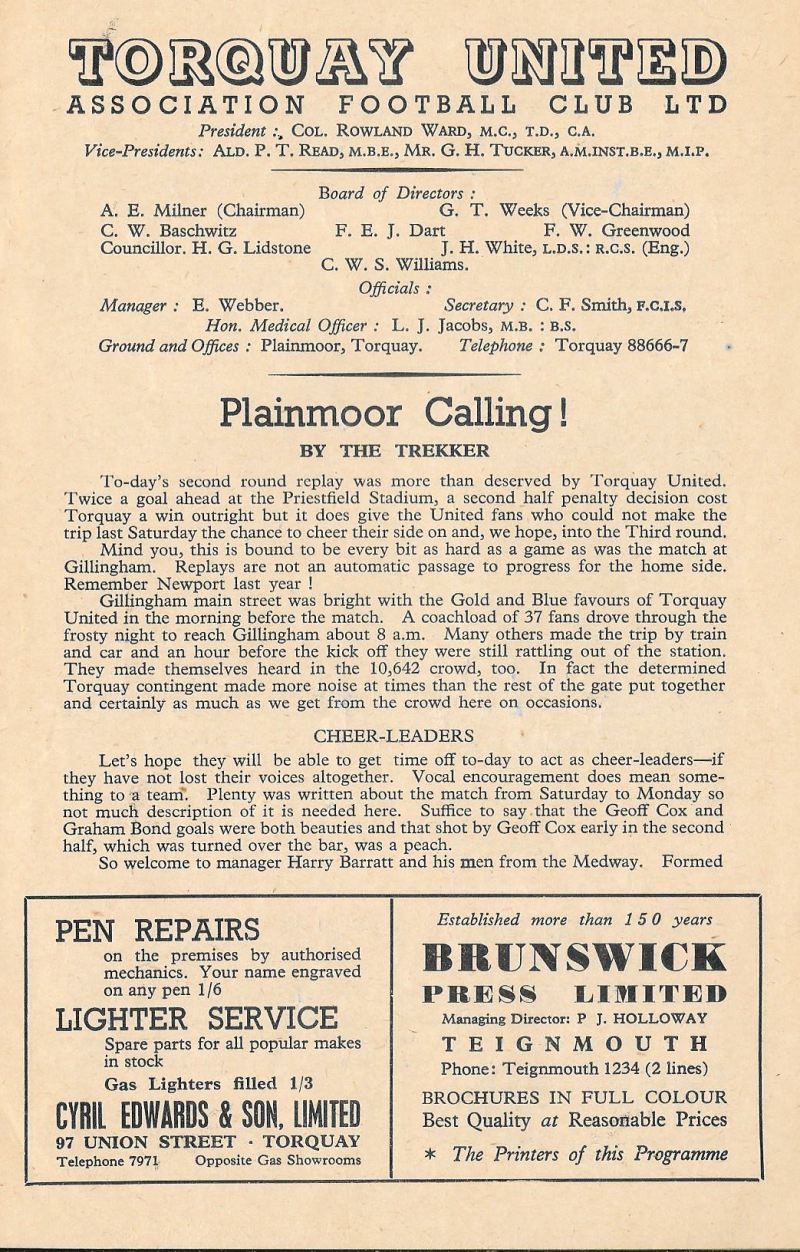 TORQUAY UNITED
ASSOCIATION FOOTBALL CLUB LTD
President :. COL. ROWLAND WARD, M.C., T.D., C.A.
Vice-Presidents: ALD. P. T. READ, M.B.E., MR. G. H. TUCKER, A.M.INST.B.E., M.I.P.
Board of Directors :
A. E. Milner (Chairman) G. T. Weeks (Vice-Chairman)
C. W. Baschwitz F. E. J. Dart F. W. Greenwood
Councillor. H. G. Lidstone J. H. White, L.D.S.: R.C.S. (Eng.)
C. W. S. Williams.
Officials :
Manager : E. Webber. Secretary : C. F. Smith, F.C.I.S.
Hon. Medical Officer : L. J. Jacobs, M.B. : B.S.
Ground and Offices : Plainmoor, Torquay. Telephone : Torquay 88666-7
Plainmoor Calling!
BY THE TREKKER
To-day's second round replay was more than deserved by Torquay United.
Twice a goal ahead at the Priestfield Stadium, a second half penalty decision cost
Torquay a win outright but it does give the United fans who could not make the
trip last Saturday the chance to cheer their side on and, we hope, into the Third round.
Mind you, this is bound to be every bit as hard as a game as was the match at
Gillingham. Replays are not an automatic passage to progress for the home side.
Remember Newport last year !
Gillingham main street was bright with the Gold and Blue favours of Torquay
United in the morning before the match. A coachload of 37 fans drove through the
frosty night to reach Gillingham about 8 a.m. Many others made the trip by train
and car and an hour before the kick off they were still rattling out of the station.
They made themselves heard in the 10,642 crowd, too. In fact the determined
Torquay contingent made more noise at times than the rest of the gate put together
and certainly as much as we get from the crowd here on occasions.
CHEER-LEADERS
Let's hope they will be able to get time off to-day to act as cheer-leaders—if
they have not lost their voices altogether. Vocal encouragement does mean some-
thing to a team. Plenty was written about the match from Saturday to Monday so
not much description of it is needed here. Suffice to say that the Geoff Cox and
Graham Bond goals were both beauties and that shot by Geoff Cox early in the second
half, which was turned over the bar, was a peach.
So welcome to manager Harry Barratt and his men from the Medway. Formed
PEN REPAIRS
on the premises by authorised
mechanics. Your name engraved
on any pen 1/6
LIGHTER SERVICE
Spare parts for all popular makes
in stock
Gas Lighters filled 1/3
CYRIL EDWARDS & SON, LIMITED
97 UNION STREET · TORQUAY
Telephone 7971 Opposite Gas Showrooms
Established more than 150 years
BRUNSWICK
PRESS LIMITED
Managing Director: P J. HOLLOWAY
TEIGNMOUTH
Phone: Teignmouth 1234 (2 lines)
BROCHURES IN FULL COLOUR
Best Quality at Reasonable Prices
* The Printers of this Programme